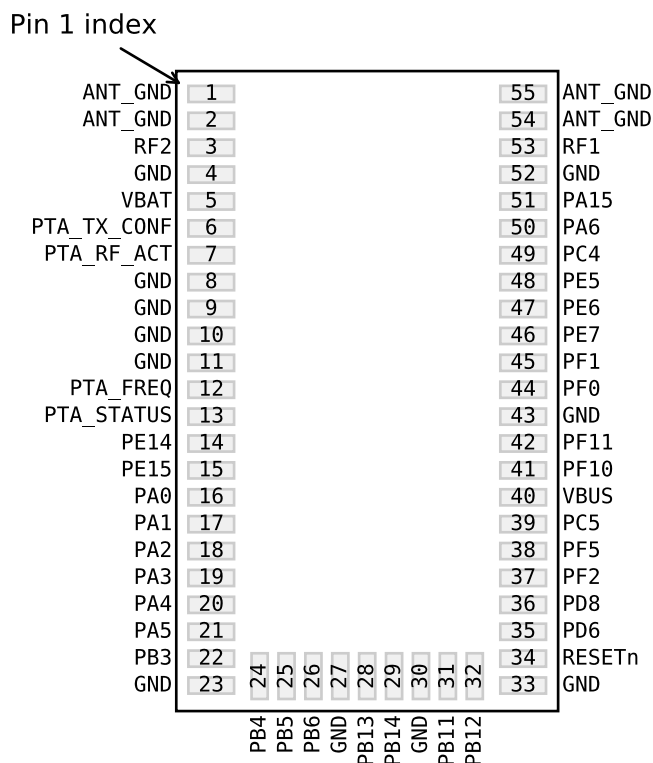 Pin 1 index
ANT_GND 1 55 ANT_GND
ANT_GND 2 54 ANT_GND
RF2 3 53 RF1
GND 4 52 GND
VBAT 5 51 PA15
PTA_TX_CONF 6 50 PA6
PTA_RF_ACT 7 49 PC4
GND 8 48 PE5
GND 9 47 PE6
GND 10 46 PE7
GND 11 45 PF1
PTA_FREQ 12 44 PF0
PTA_STATUS 13 43 GND
PE14 14 42 PF11
PE15 15 41 PF10
PA0 16 40 VBUS
PA1 17 39 PC5
PA2 18 38 PF5
PA3 19 37 PF2
PA4 20 36 PD8
PA5 21 35 PD6
PB3 22 34 RESETn
GND 23 33 GND
24 25 26 27 28 29 30 31 32
PB4 PB5 PB6 GND PB13 PB14 GND PB11 PB12